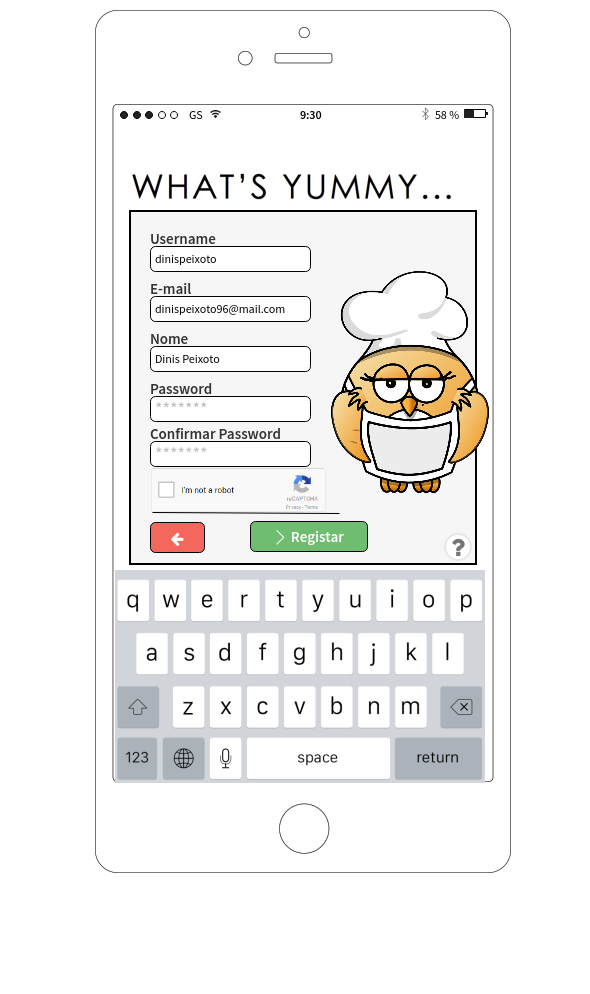 GS 9:30 58 %
WHAT'S YUMMY...
Username
dinispeixoto
E-mail
dinispeixoto96@mail.com
Nome
Dinis Peixoto
Password
*******
Confirmar Password
*******
I'm not a robot
reCAPTCHA
Privacy - Terms
Registar
?
q w e r t y u i o p
a s d f g h j k l
z x c v b n m
123 space return